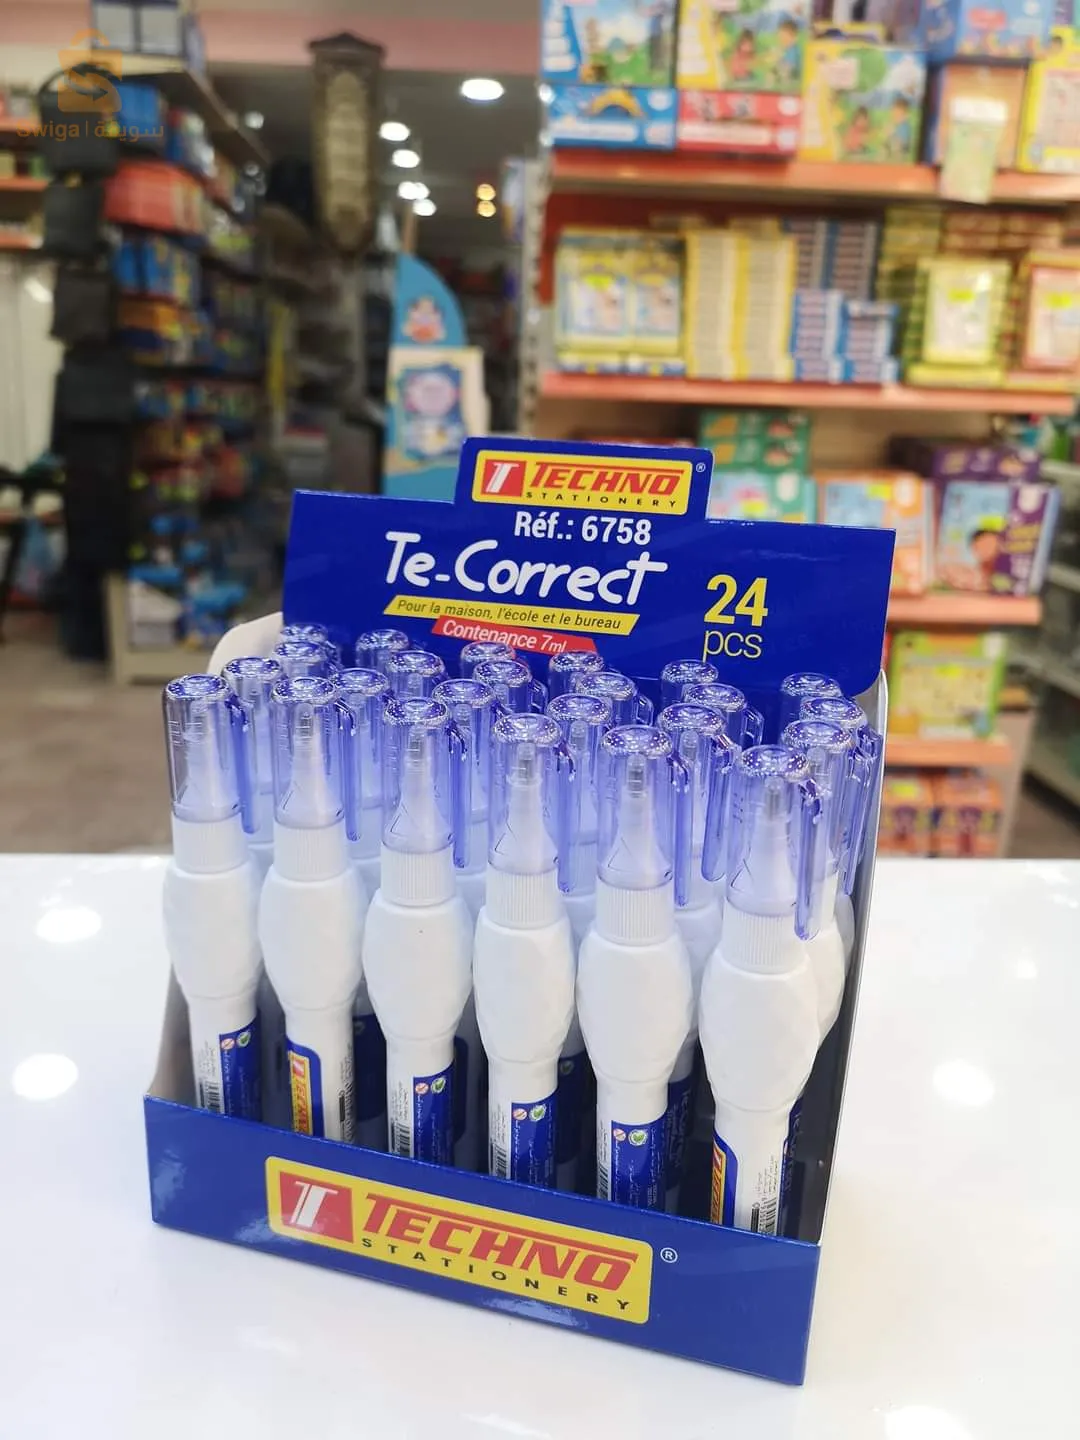 Swiga | سويقة
T TECHNO ®
STATIONERY
Réf.: 6758
Te-Correct
24
pcs
Pour la maison, l'école et le bureau
Contenance 7ml
TECHNO
T TECHNO ®
STATIONERY